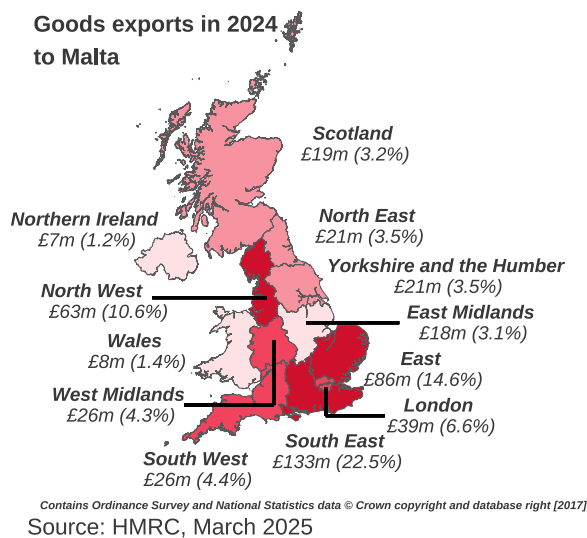 Goods exports in 2024
to Malta
Scotland
£19m (3.2%)
Northern Ireland
£7m (1.2%)
North East
£21m (3.5%)
Yorkshire and the Humber
£21m (3.5%)
North West
£63m (10.6%)
East Midlands
£18m (3.1%)
Wales
£8m (1.4%)
East
£86m (14.6%)
West Midlands
£26m (4.3%)
London
£39m (6.6%)
South East
£133m (22.5%)
South West
£26m (4.4%)
Contains Ordinance Survey and National Statistics data © Crown copyright and database right [2017]
Source: HMRC, March 2025